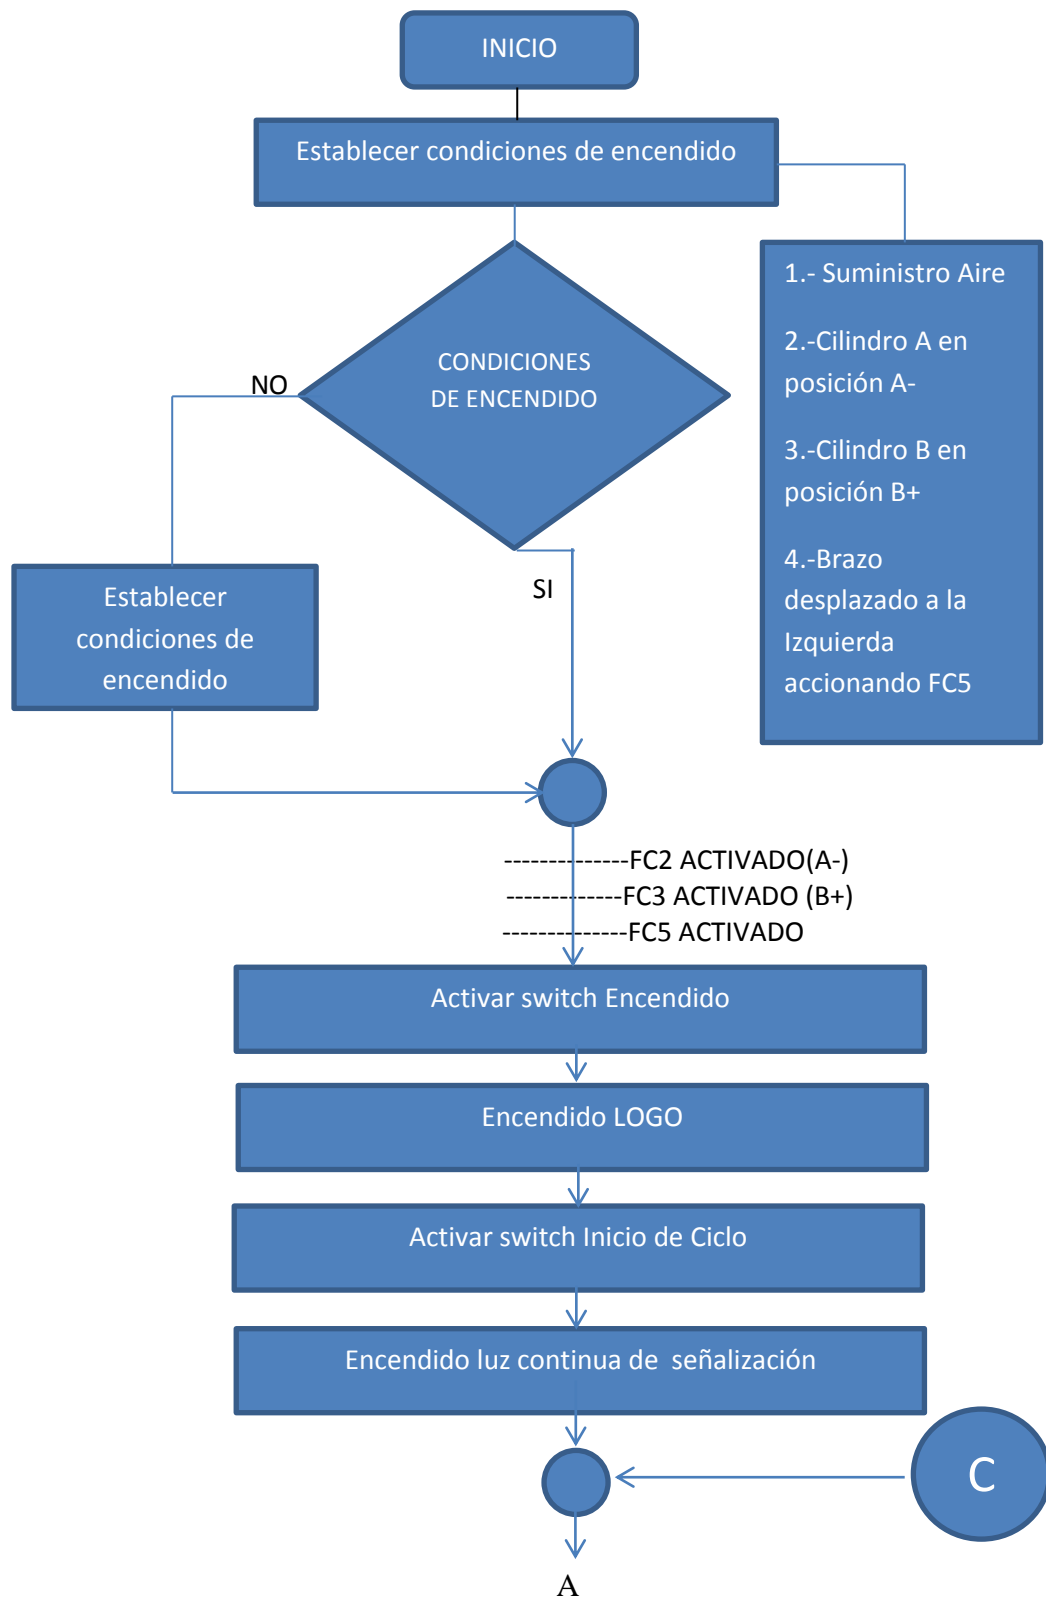 INICIO
Establecer condiciones de encendido
1.- Suministro Aire
2.-Cilindro A en
posición A-
3.-Cilindro B en
posición B+
4.-Brazo
desplazado a la
Izquierda
accionando FC5
CONDICIONES
DE ENCENDIDO
NO
SI
Establecer
condiciones de
encendido
--------------FC2 ACTIVADO(A-)
-------------FC3 ACTIVADO (B+)
--------------FC5 ACTIVADO
Activar switch Encendido
Encendido LOGO
Activar switch Inicio de Ciclo
Encendido luz continua de  señalización
C
A